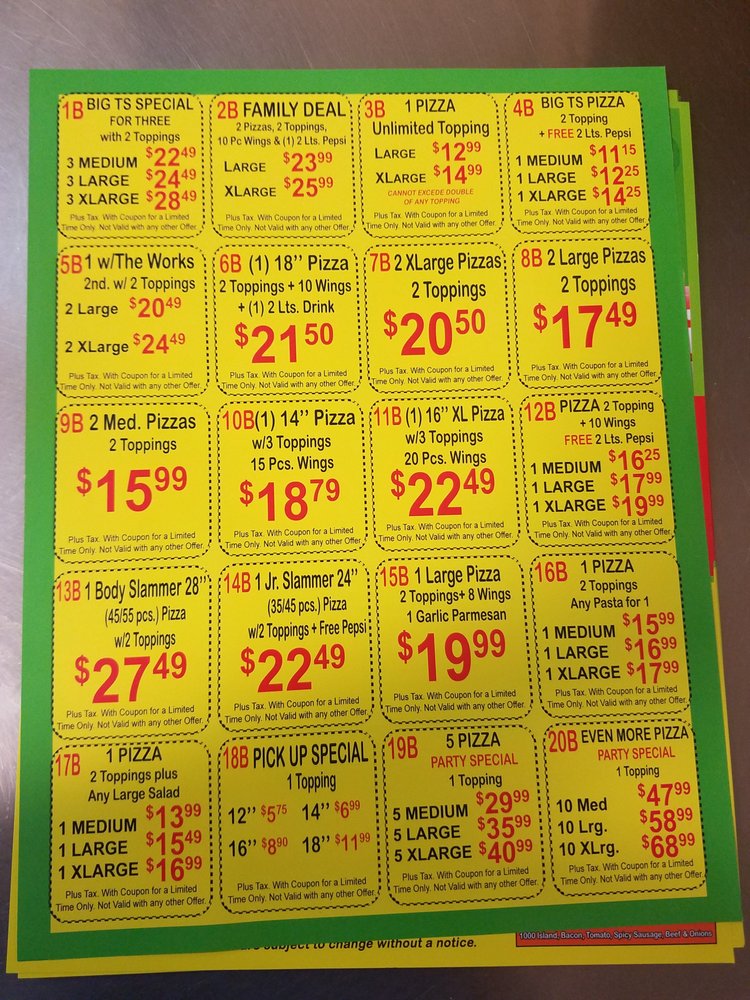 1B BIG TS SPECIAL
FOR THREE
with 2 Toppings
3 MEDIUM $22.49
3 LARGE $24.49
3 XLARGE $28.49
Plus Tax. With Coupon for a Limited
Time Only. Not Valid with any other Offer.
2B FAMILY DEAL
2 Pizzas, 2 Toppings,
10 Pc Wings & (1) 2 Lts. Pepsi
LARGE $23.99
XLARGE $25.99
Plus Tax. With Coupon for a Limited
Time Only. Not Valid with any other Offer.
3B 1 PIZZA
Unlimited Topping
LARGE $12.99
XLARGE $14.99
CANNOT EXCEDE DOUBLE
OF ANY TOPPING
Plus Tax. With Coupon for a Limited
Time Only. Not Valid with any other Offer.
4B BIG TS PIZZA
2 Topping
+ FREE 2 Lts. Pepsi
1 MEDIUM $11.15
1 LARGE $12.25
1 XLARGE $14.25
Plus Tax. With Coupon for a Limited
Time Only. Not Valid with any other Offer.
5B 1 w/The Works
2nd. w/ 2 Toppings
2 Large $20.49
2 XLarge $24.49
Plus Tax. With Coupon for a Limited
Time Only. Not Valid with any other Offer.
6B (1) 18'' Pizza
2 Toppings + 10 Wings
+ (1) 2 Lts. Drink
$21.50
Plus Tax. With Coupon for a Limited
Time Only. Not Valid with any other Offer.
7B 2 XLarge Pizzas
2 Toppings
$20.50
Plus Tax. With Coupon for a Limited
Time Only. Not Valid with any other Offer.
8B 2 Large Pizzas
2 Toppings
$17.49
Plus Tax. With Coupon for a Limited
Time Only. Not Valid with any other Offer.
9B 2 Med. Pizzas
2 Toppings
$15.99
Plus Tax. With Coupon for a Limited
Time Only. Not Valid with any other Offer.
10B (1) 14'' Pizza
w/3 Toppings
15 Pcs. Wings
$18.79
Plus Tax. With Coupon for a Limited
Time Only. Not Valid with any other Offer.
11B (1) 16'' XL Pizza
w/3 Toppings
20 Pcs. Wings
$22.49
Plus Tax. With Coupon for a Limited
Time Only. Not Valid with any other Offer.
12B PIZZA 2 Topping
+ 10 Wings
FREE 2 Lts. Pepsi
1 MEDIUM $16.25
1 LARGE $17.99
1 XLARGE $19.99
Plus Tax. With Coupon for a Limited
Time Only. Not Valid with any other Offer.
13B 1 Body Slammer 28''
(45/55 pcs.) Pizza
w/2 Toppings
$27.49
Plus Tax. With Coupon for a Limited
Time Only. Not Valid with any other Offer.
14B 1 Jr. Slammer 24''
(35/45 pcs.) Pizza
w/2 Toppings + Free Pepsi
$22.49
Plus Tax. With Coupon for a Limited
Time Only. Not Valid with any other Offer.
15B 1 Large Pizza
2 Toppings+ 8 Wings
1 Garlic Parmesan
$19.99
Plus Tax. With Coupon for a Limited
Time Only. Not Valid with any other Offer.
16B 1 PIZZA
2 Toppings
Any Pasta for 1
1 MEDIUM $15.99
1 LARGE $16.99
1 XLARGE $17.99
Plus Tax. With Coupon for a Limited
Time Only. Not Valid with any other Offer.
17B 1 PIZZA
2 Toppings plus
Any Large Salad
1 MEDIUM $13.99
1 LARGE $15.49
1 XLARGE $16.99
Plus Tax. With Coupon for a Limited
Time Only. Not Valid with any other Offer.
18B PICK UP SPECIAL
1 Topping
12'' $5.75 14'' $6.99
16'' $8.90 18'' $11.99
Plus Tax. With Coupon for a Limited
Time Only. Not Valid with any other Offer.
19B 5 PIZZA
PARTY SPECIAL
1 Topping
5 MEDIUM $29.99
5 LARGE $35.99
5 XLARGE $40.99
Plus Tax. With Coupon for a Limited
Time Only. Not Valid with any other Offer.
20B EVEN MORE PIZZA
PARTY SPECIAL
1 Topping
10 Med $47.99
10 Lrg. $58.99
10 XLrg. $68.99
Plus Tax. With Coupon for a Limited
Time Only. Not Valid with any other Offer.
subject to change without a notice.
1000 Island, Bacon, Tomato, Spicy Sausage, Beef & Onions